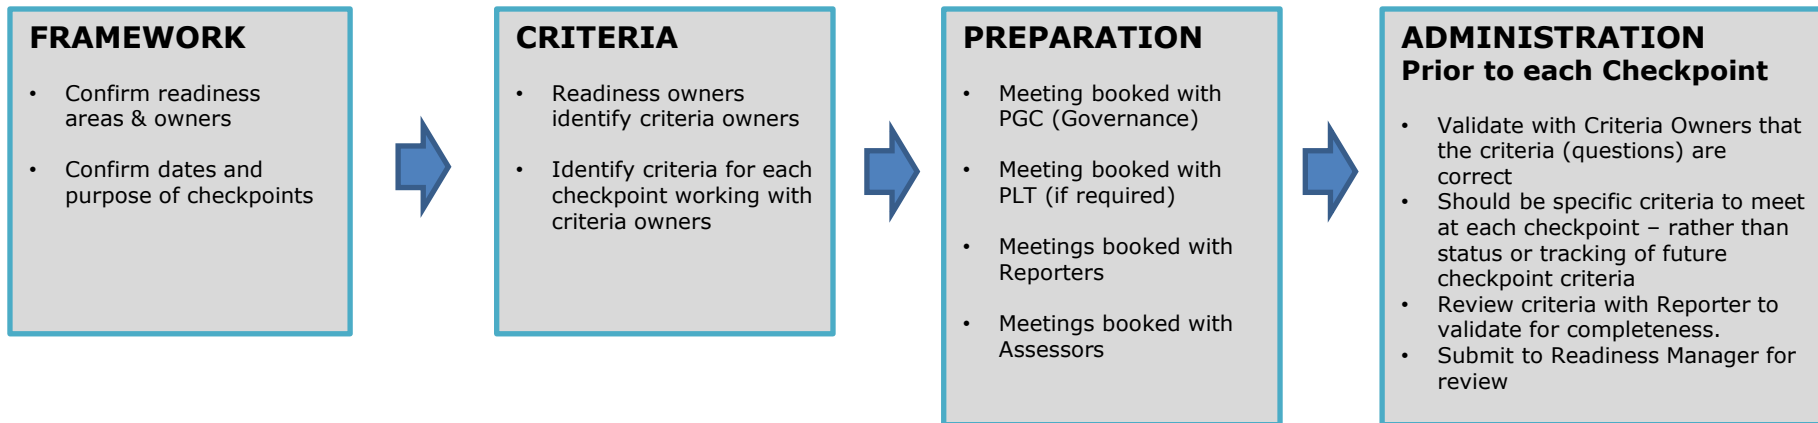 FRAMEWORK
• Confirm readiness
areas & owners
• Confirm dates and
purpose of checkpoints
CRITERIA
• Readiness owners
identify criteria owners
• Identify criteria for each
checkpoint working with
criteria owners
PREPARATION
• Meeting booked with
PGC (Governance)
• Meeting booked with
PLT (if required)
• Meetings booked with
Reporters
• Meetings booked with
Assessors
ADMINISTRATION
Prior to each Checkpoint
• Validate with Criteria Owners that
the criteria (questions) are
correct
• Should be specific criteria to meet
at each checkpoint – rather than
status or tracking of future
checkpoint criteria
• Review criteria with Reporter to
validate for completeness.
• Submit to Readiness Manager for
review